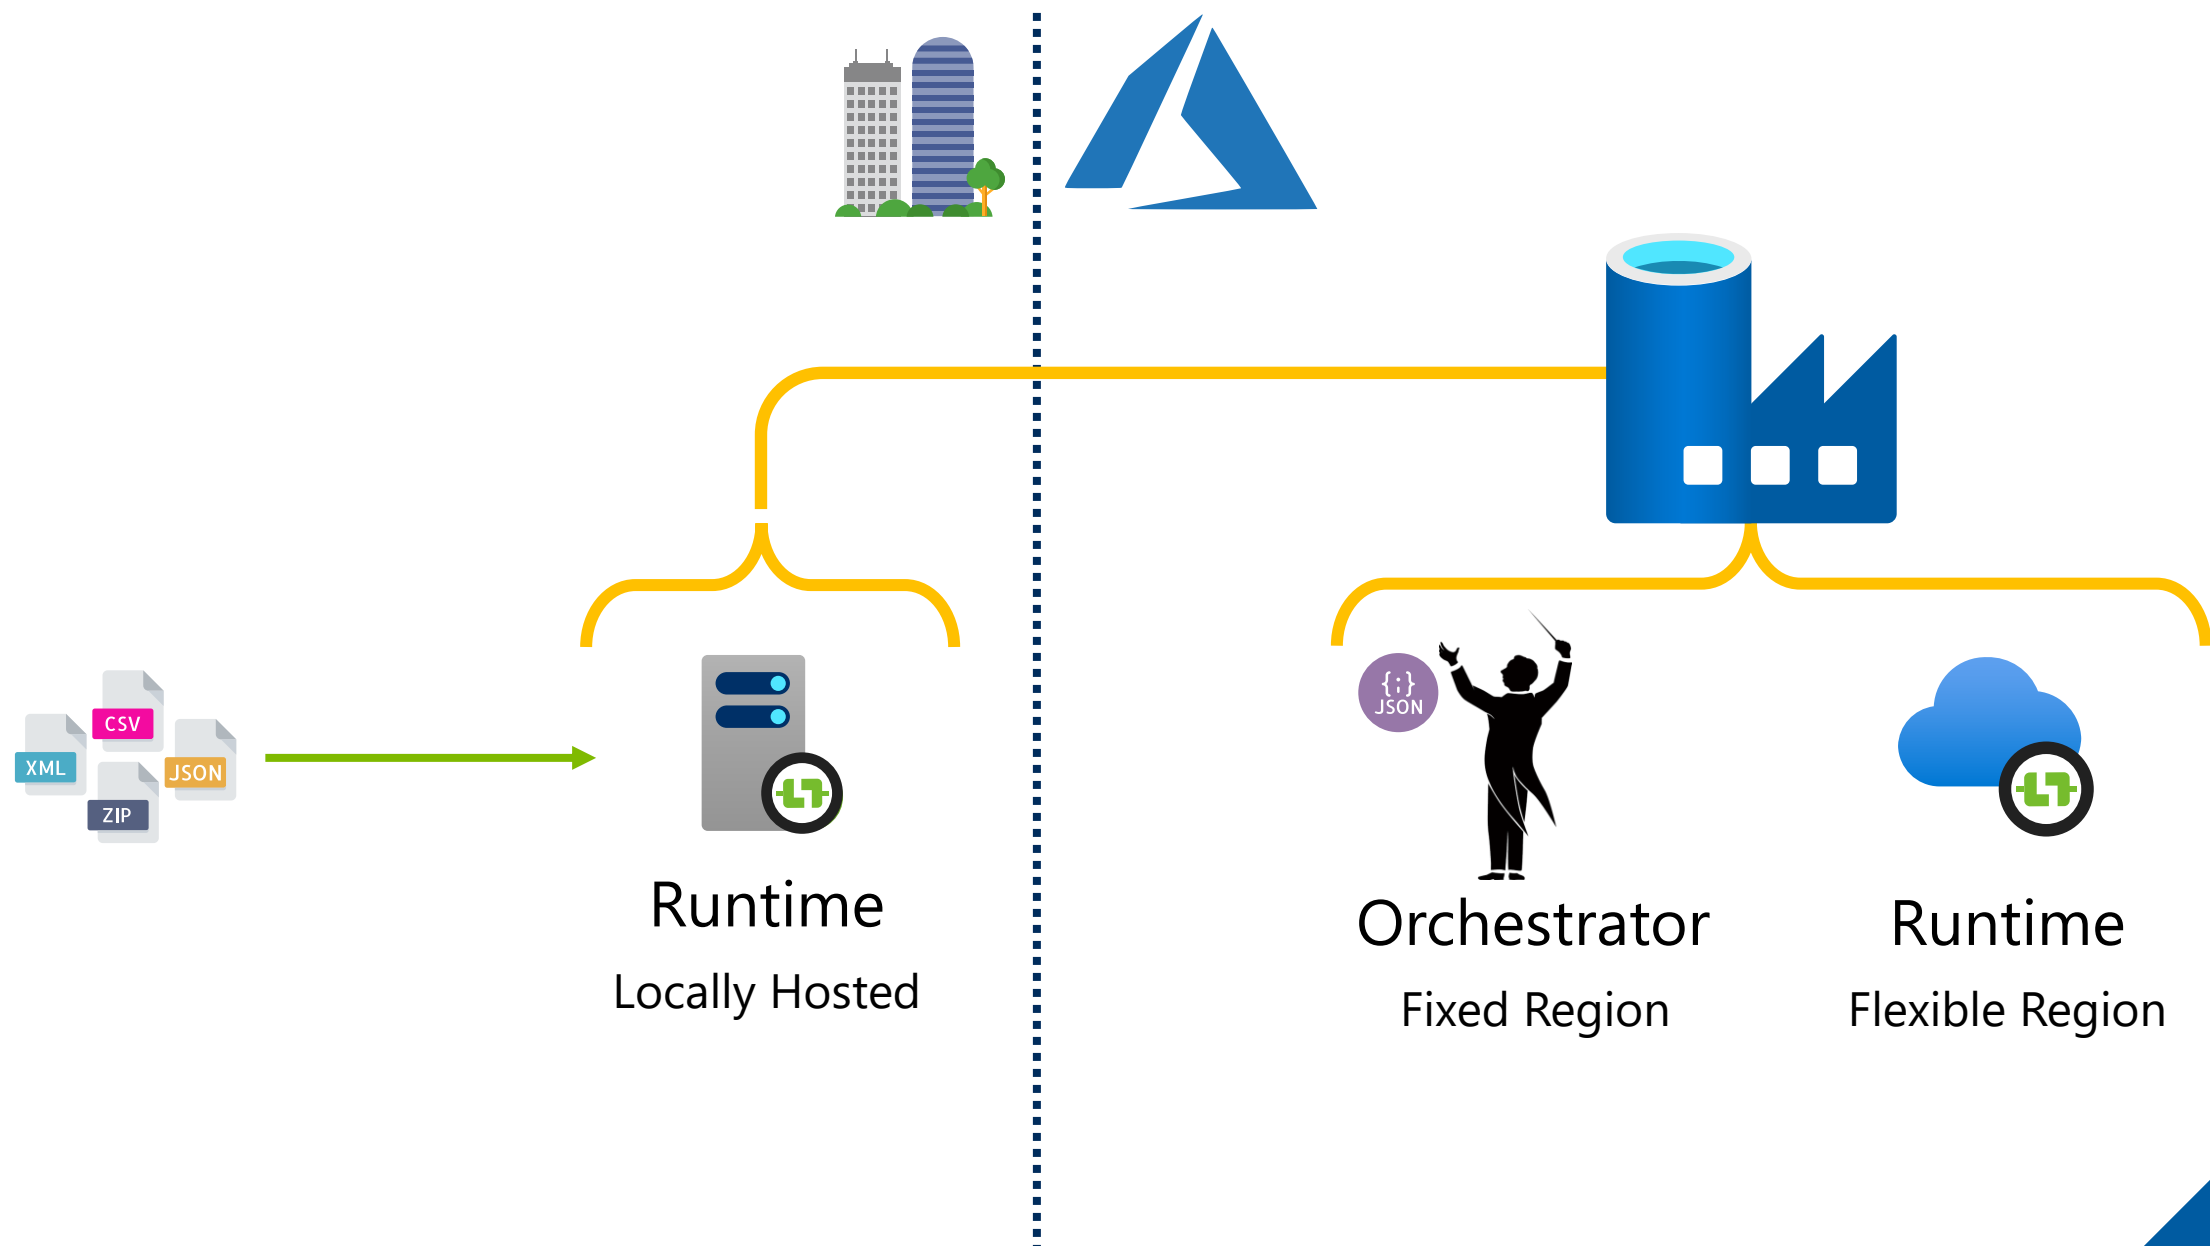 CSV
XML
JSON
ZIP
{;}
JSON
Runtime
Locally Hosted
Orchestrator
Fixed Region
Runtime
Flexible Region